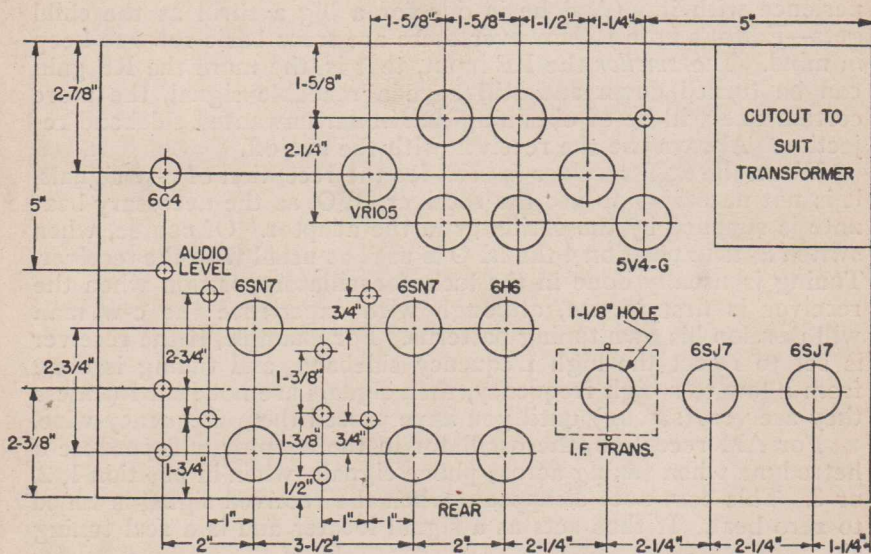 1-5/8" 1-5/8" 1-1/2" 1-1/4" 5"
1-5/8"
2-7/8"
CUTOUT TO
SUIT
TRANSFORMER
2-1/4"
6C4
VR105
5"
5V4-G
AUDIO
LEVEL
6SN7 6SN7 6H6
3/4"
1-1/8" HOLE
6SJ7 6SJ7
2-3/4"
2-3/4"
1-3/8"
2-3/8"
1-3/8"
3/4"
1-3/4"
I.F. TRANS.
1/2"
REAR
1" 1" 1"
2" 3-1/2" 2" 2-1/4" 2-1/4" 2-1/4" 1-1/4"